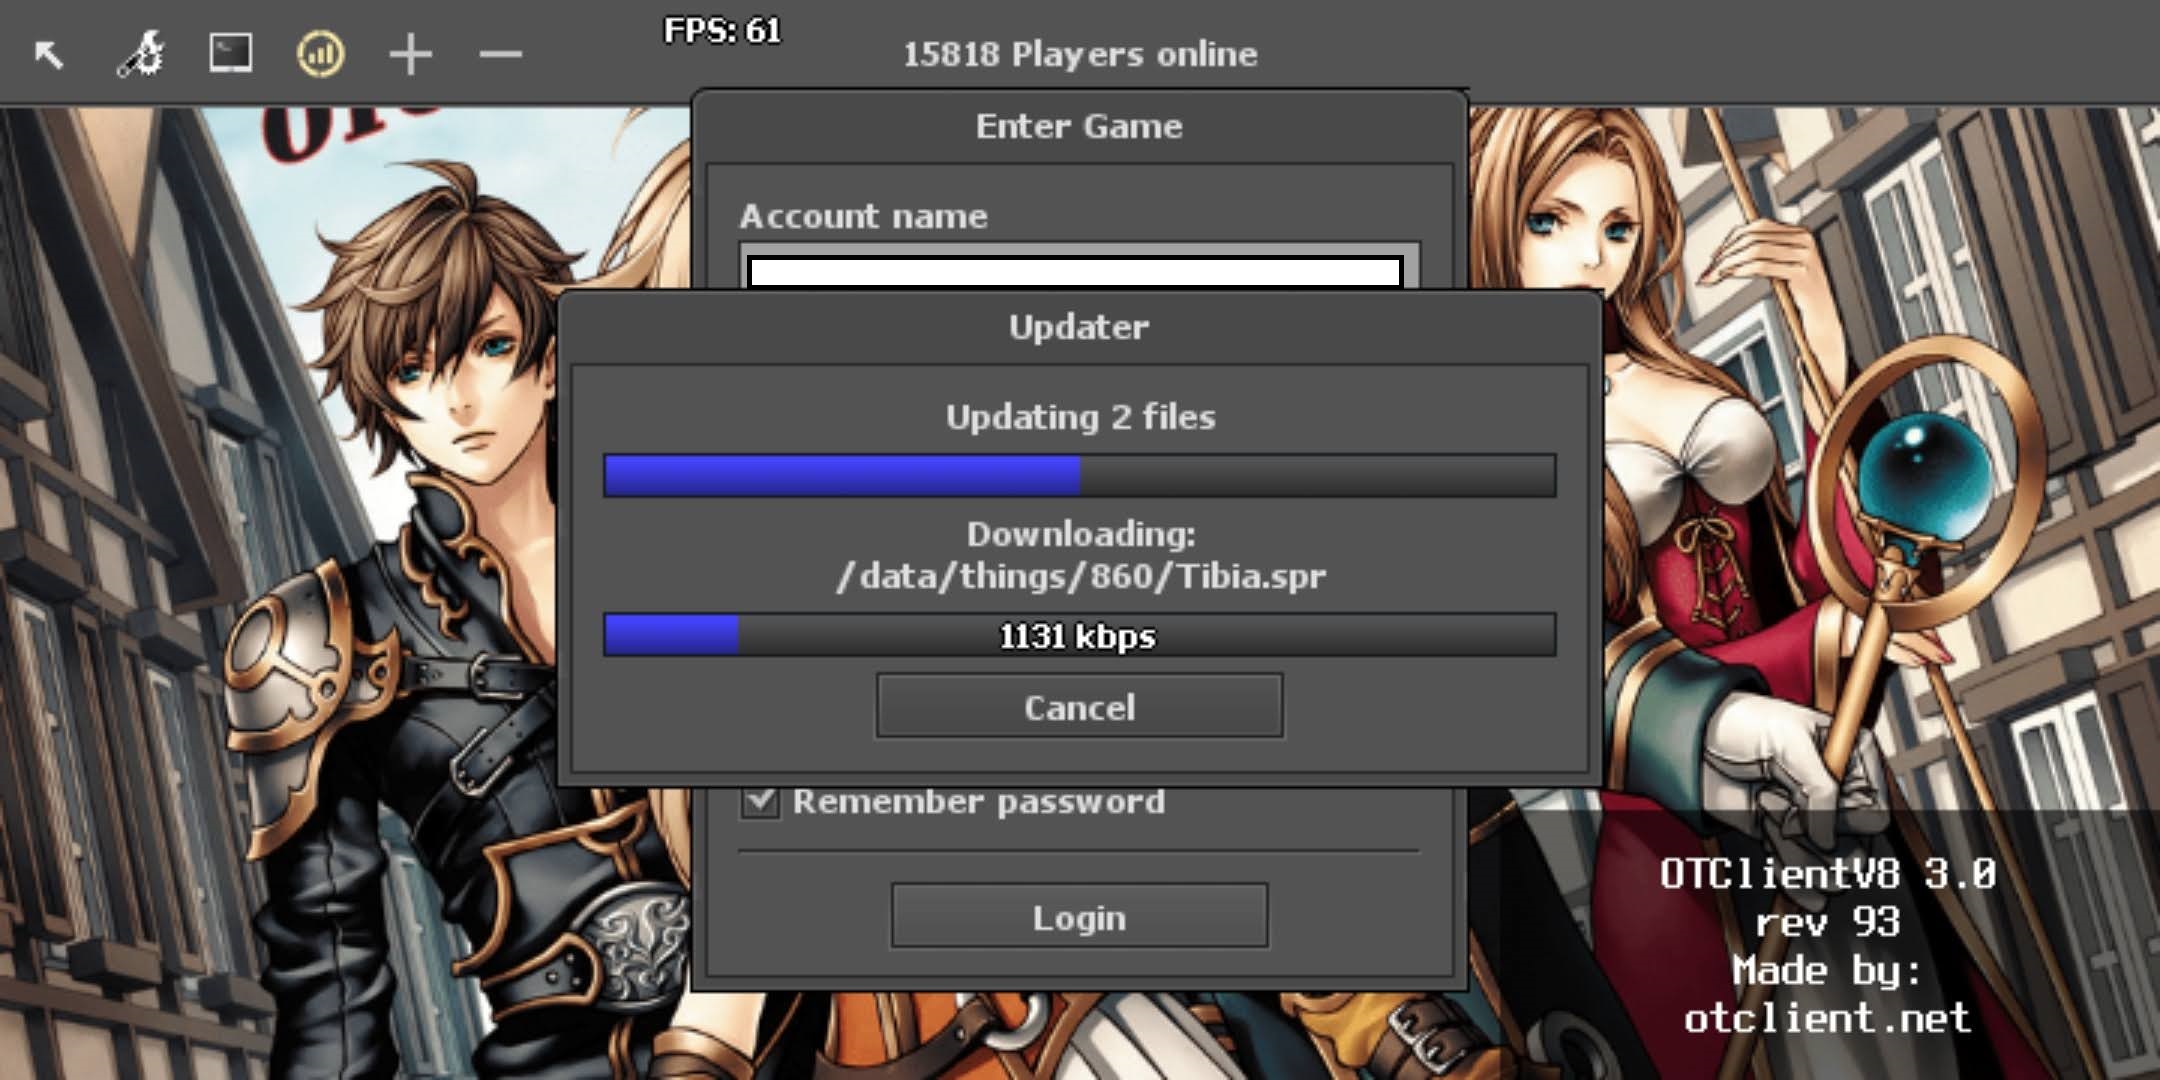 FPS: 61
15818 Players online
Enter Game
Account name
Updater
Updating 2 files
Downloading:
/data/things/860/Tibia.spr
1131 kbps
Cancel
Remember password
Login
OTClientV8 3.0
rev 93
Made by:
otclient.net